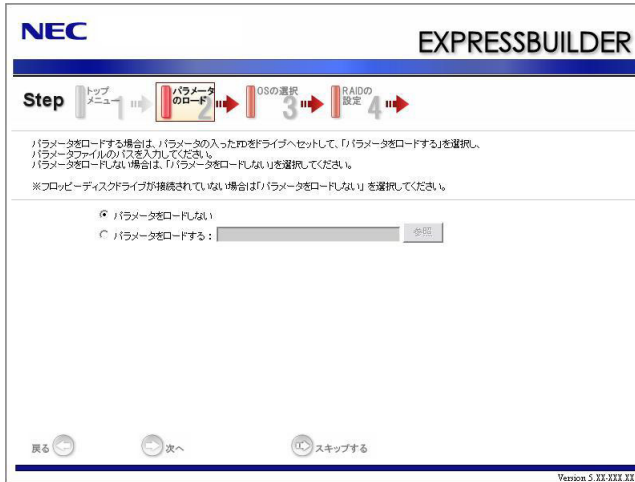 NEC
EXPRESSBUILDER
Step
トップ
メニュー 1
パラメータ
のロード 2
OSの選択
3
RAIDの
設定 4
パラメータをロードする場合は、パラメータの入ったFDをドライブへセットして、「パラメータをロードする」を選択し、
パラメータファイルのパスを入力してください。
パラメータをロードしない場合は、「パラメータをロードしない」を選択してください。
※フロッピーディスクドライブが接続されていない場合は「パラメータをロードしない」を選択してください。
パラメータをロードしない
パラメータをロードする：
参照
戻る
次へ
スキップする
Version 5.XX-XXX.XX